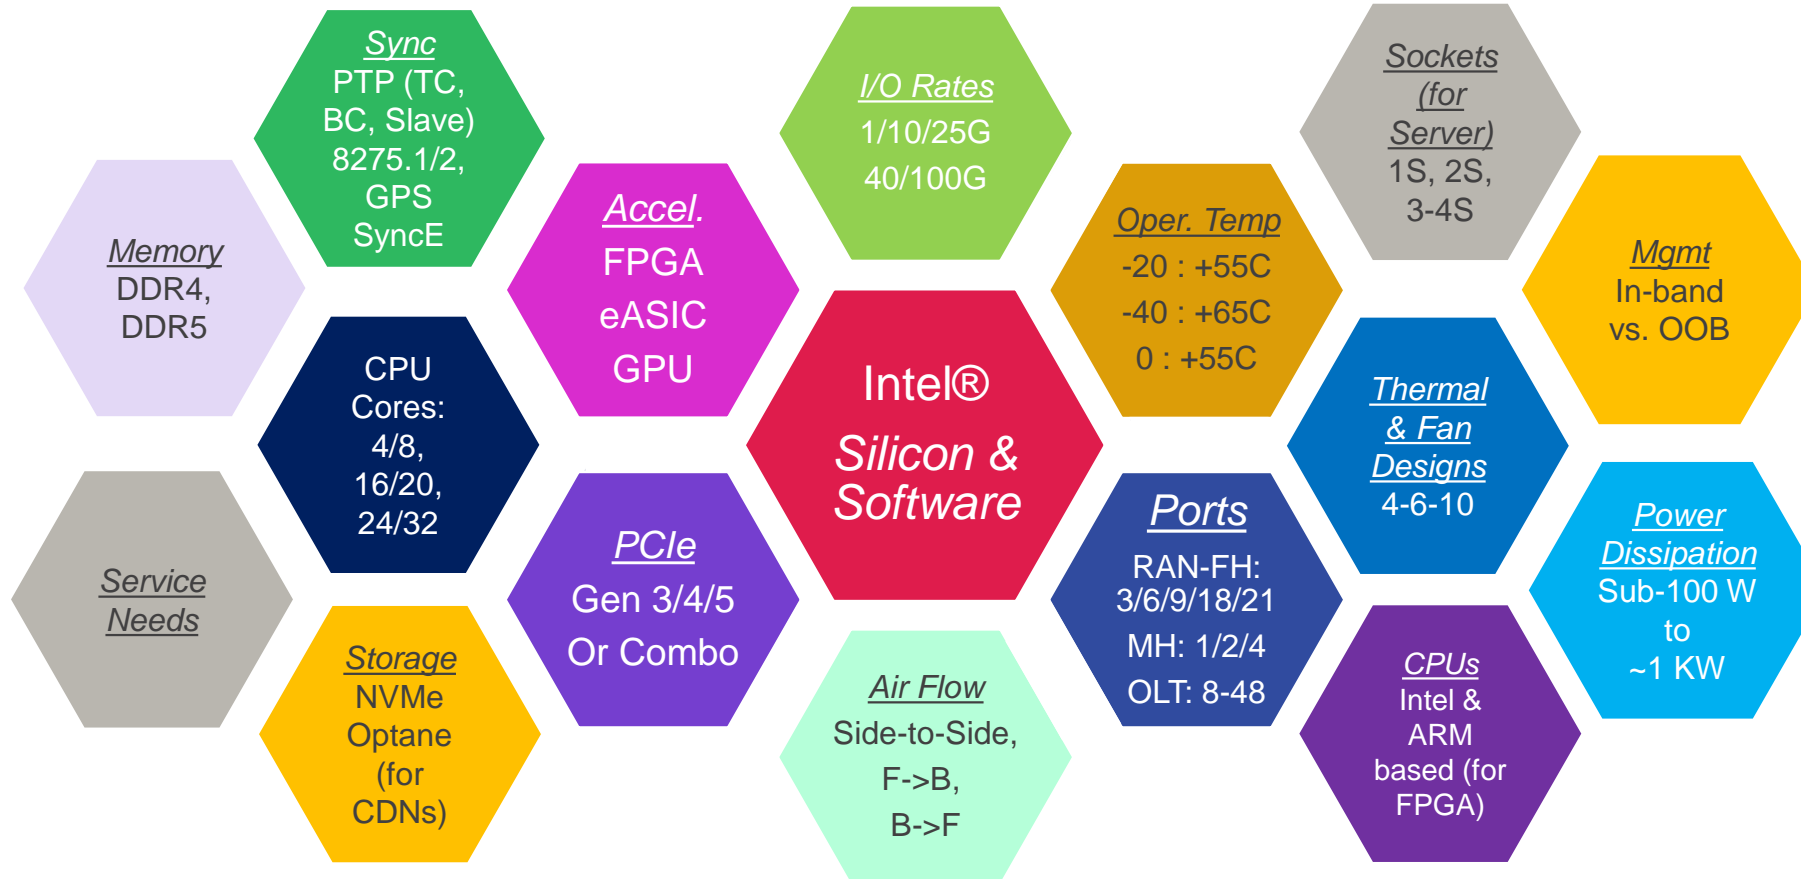 Sync
PTP (TC,
BC, Slave)
8275.1/2,
GPS
SyncE
I/O Rates
1/10/25G
40/100G
Sockets
(for
Server)
1S, 2S,
3-4S
Memory
DDR4,
DDR5
Accel.
FPGA
eASIC
GPU
Oper. Temp
-20 : +55C
-40 : +65C
0 : +55C
Mgmt
In-band
vs. OOB
CPU
Cores:
4/8,
16/20,
24/32
Intel®
Silicon &
Software
Thermal
& Fan
Designs
4-6-10
Service
Needs
PCIe
Gen 3/4/5
Or Combo
Ports
RAN-FH:
3/6/9/18/21
MH: 1/2/4
OLT: 8-48
Power
Dissipation
Sub-100 W
to
~1 KW
Storage
NVMe
Optane
(for
CDNs)
Air Flow
Side-to-Side,
F->B,
B->F
CPUs
Intel &
ARM
based (for
FPGA)